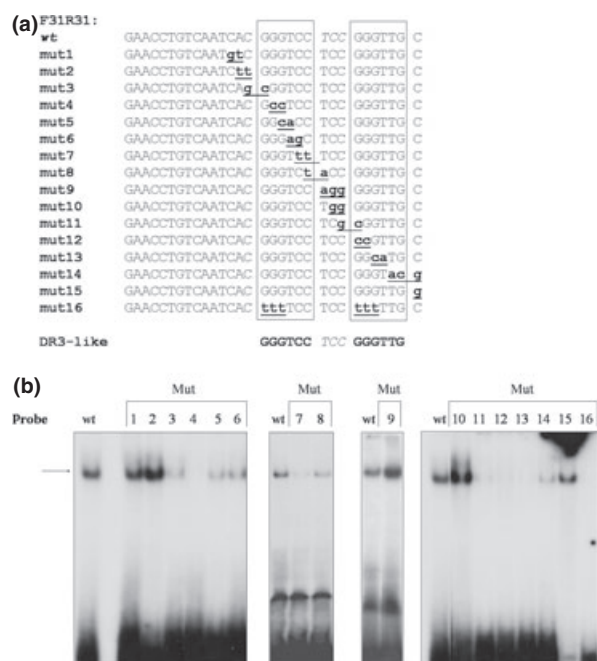 (a) F31R31:
wt GAACCTGTCAATCAC GGGTCC TCC GGGTTG C
mut1 GAACCTGTCAATgtC GGGTCC TCC GGGTTG C
mut2 GAACCTGTCAATCtt GGGTCC TCC GGGTTG C
mut3 GAACCTGTCAATCAg cGGTCC TCC GGGTTG C
mut4 GAACCTGTCAATCAC GccTCC TCC GGGTTG C
mut5 GAACCTGTCAATCAC GGcaCC TCC GGGTTG C
mut6 GAACCTGTCAATCAC GGGagC TCC GGGTTG C
mut7 GAACCTGTCAATCAC GGGTtt TCC GGGTTG C
mut8 GAACCTGTCAATCAC GGGTCt aCC GGGTTG C
mut9 GAACCTGTCAATCAC GGGTCC agg GGGTTG C
mut10 GAACCTGTCAATCAC GGGTCC Tgg GGGTTG C
mut11 GAACCTGTCAATCAC GGGTCC TCg cGGTTG C
mut12 GAACCTGTCAATCAC GGGTCC TCC ccGTTG C
mut13 GAACCTGTCAATCAC GGGTCC TCC GGcaTG C
mut14 GAACCTGTCAATCAC GGGTCC TCC GGGTac g
mut15 GAACCTGTCAATCAC GGGTCC TCC GGGTTG g
mut16 GAACCTGTCAATCAC tttTCC TCC tttTTG C
DR3-like GGGTCC TCC GGGTTG
(b) Mut Mut Mut
Probe wt 1 2 3 4 5 6 wt 7 8 wt 9 wt 10 11 12 13 14 15 16